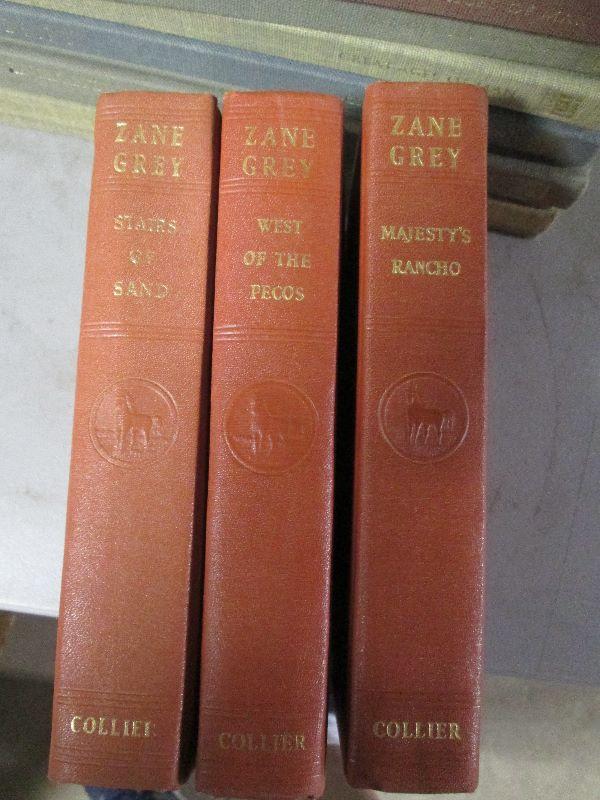 ZANE
GREY
STAIRS
OF
SAND
COLLIER
ZANE
GREY
WEST
OF THE
PECOS
COLLIER
ZANE
GREY
MAJESTY'S
RANCHO
COLLIER